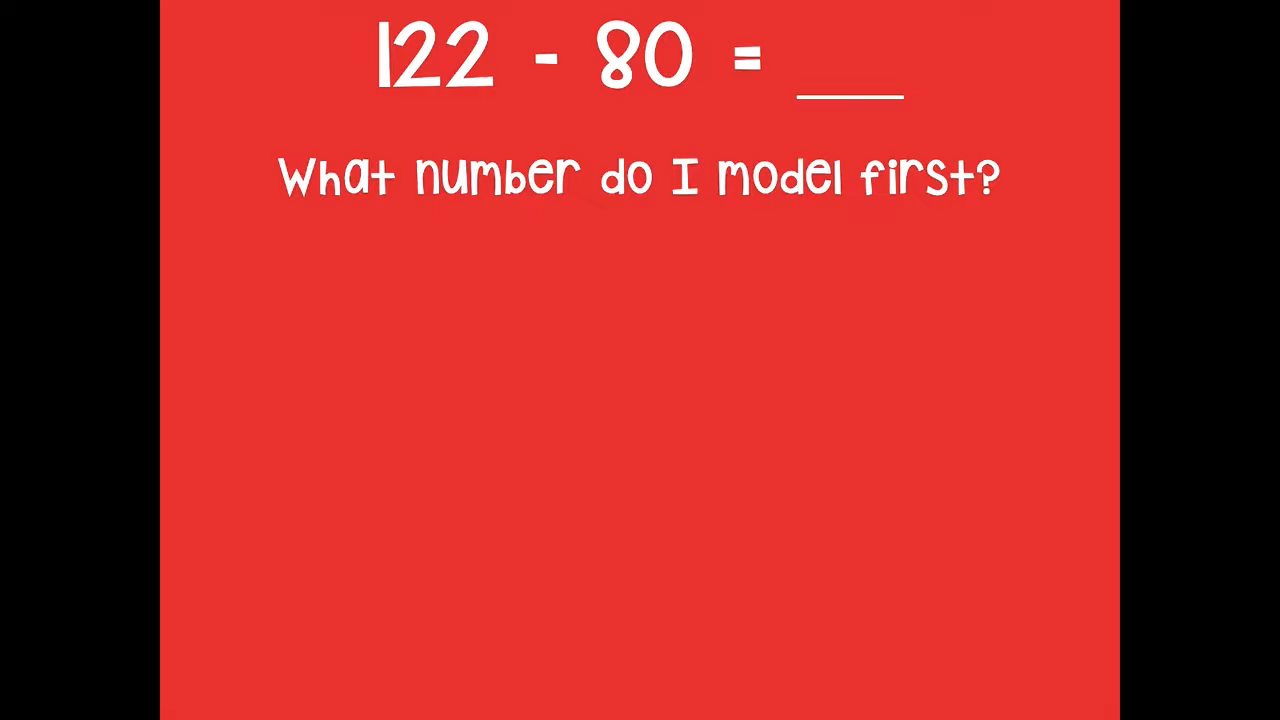 122 - 80 = ___
What number do I model first?